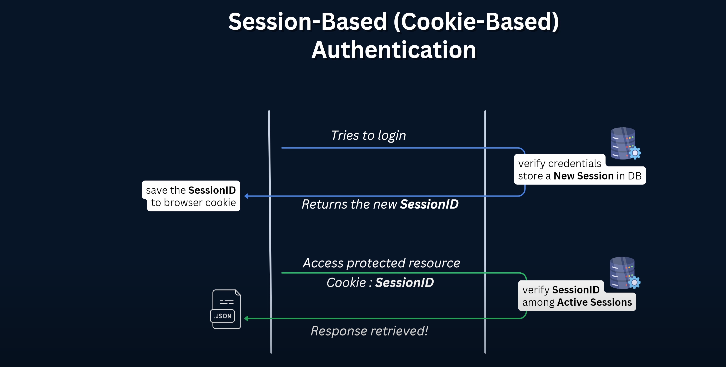 Session-Based (Cookie-Based)
Authentication
Tries to login
verify credentials
store a New Session in DB
save the SessionID
to browser cookie
Returns the new SessionID
Access protected resource
Cookie : SessionID
verify SessionID
among Active Sessions
.JSON
Response retrieved!